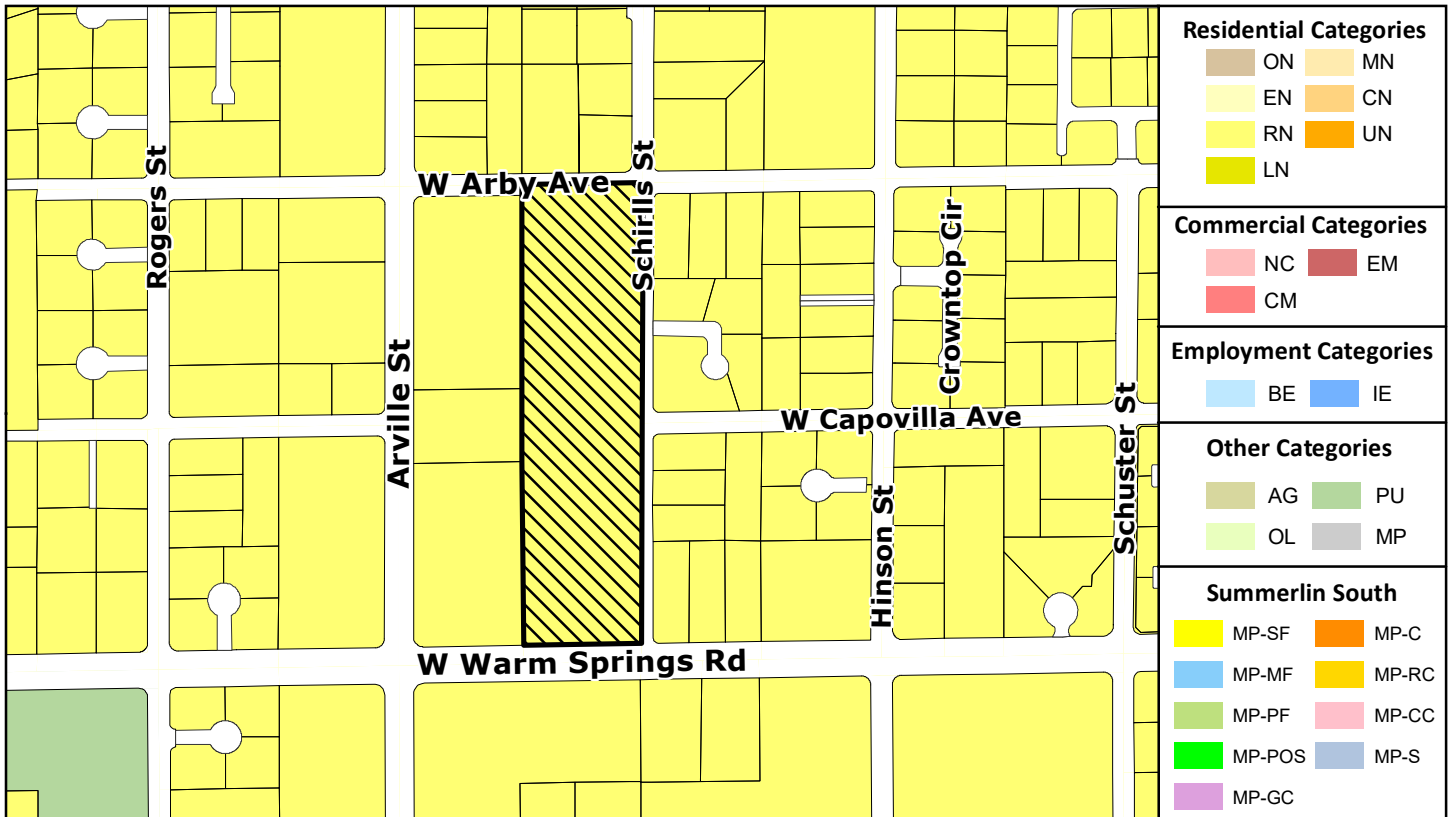 W Arby Ave
Rogers St
Schirlls St
Arville St
Crowntop Cir
W Capovilla Ave
Schuster St
Hinson St
W Warm Springs Rd
Residential Categories
ON MN
EN CN
RN UN
LN
Commercial Categories
NC EM
CM
Employment Categories
BE IE
Other Categories
AG PU
OL MP
Summerlin South
MP-SF MP-C
MP-MF MP-RC
MP-PF MP-CC
MP-POS MP-S
MP-GC